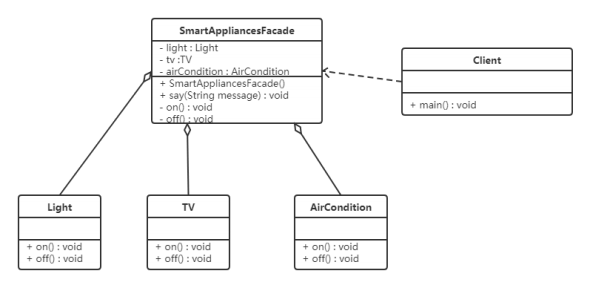 SmartAppliancesFacade
- light : Light
- tv :TV
- airCondition : AirCondition
+ SmartAppliancesFacade()
+ say(String message) : void
- on() : void
- off() : void
Client
+ main() : void
Light
+ on() : void
+ off() : void
TV
+ on() : void
+ off() : void
AirCondition
+ on() : void
+ off() : void